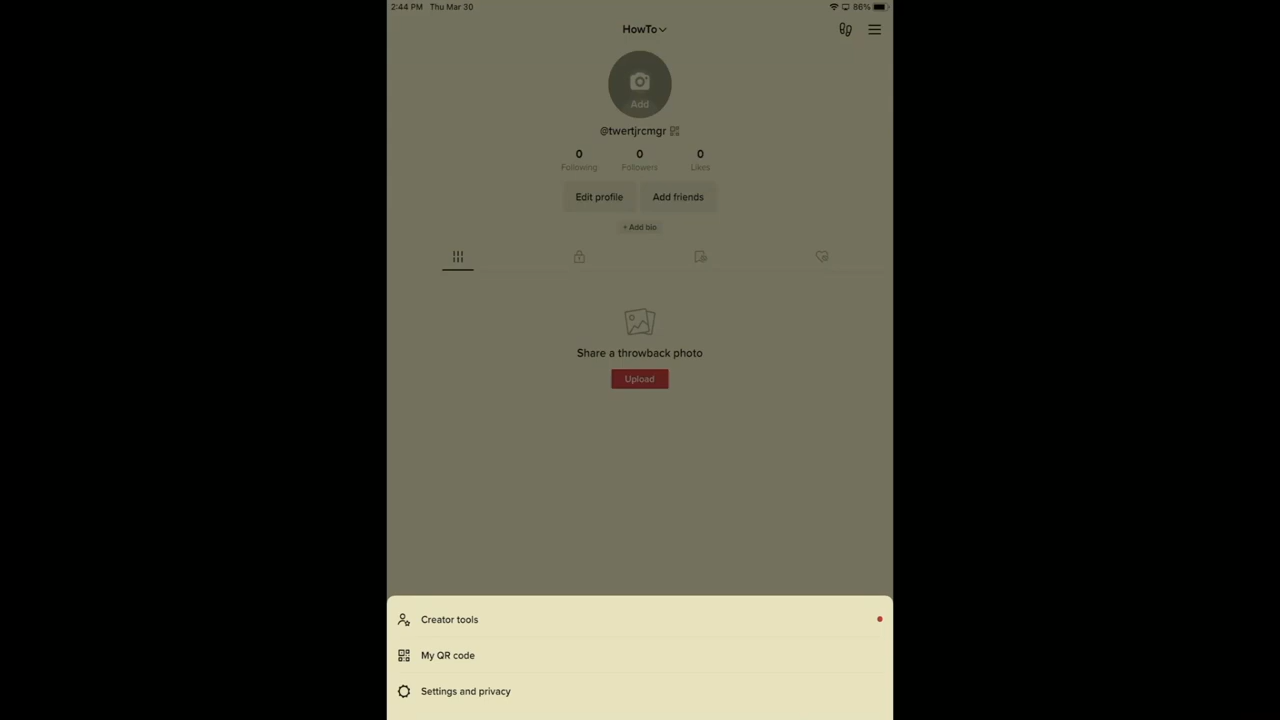 2:44 PM Thu Mar 30 86%
HowTo
Add
@twertjrcmgr
0 0 0
Following Followers Likes
Edit profile Add friends
+ Add bio
Share a throwback photo
Upload
Creator tools
My QR code
Settings and privacy